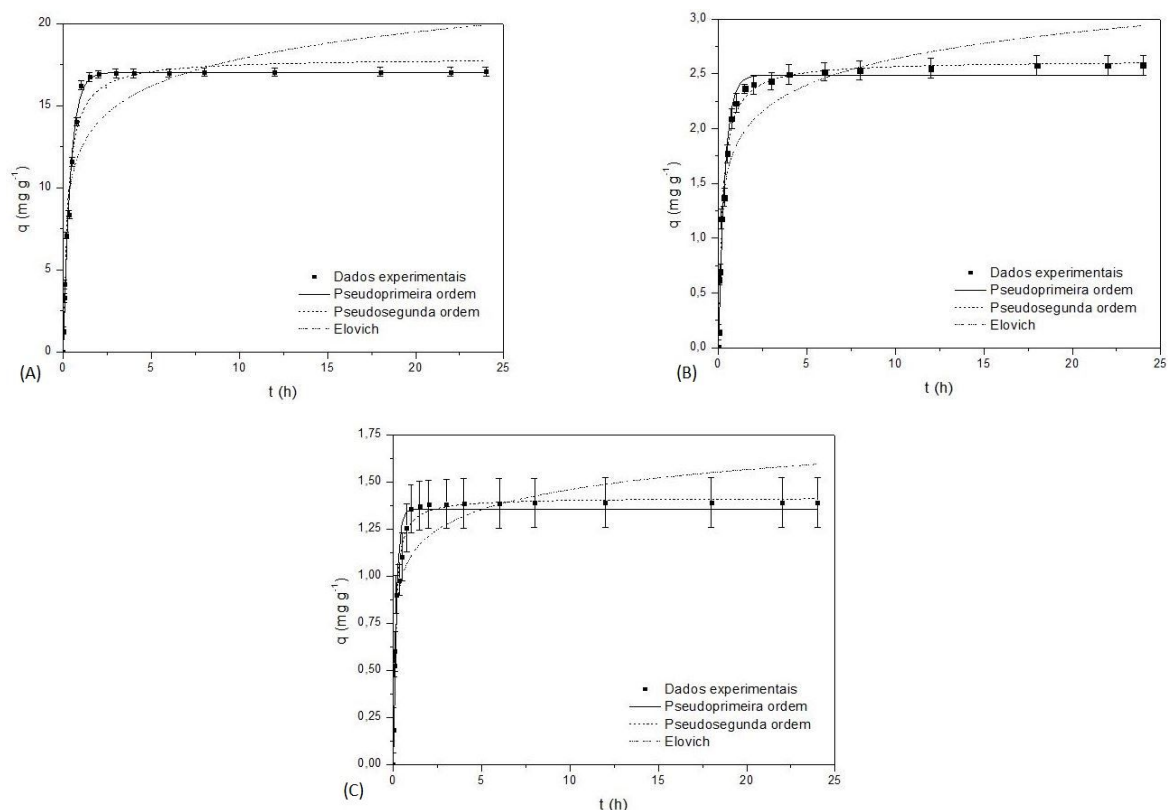 20
15
10
5
0
q (mg g⁻¹)
Dados experimentais
Pseudoprimeira ordem
Pseudosegunda ordem
Elovich
0 5 10 15 20 25
t (h)
(A)
3,0
2,5
2,0
1,5
1,0
0,5
0,0
q (mg g⁻¹)
Dados experimentais
Pseudoprimeira ordem
Pseudosegunda ordem
Elovich
0 5 10 15 20 25
t (h)
(B)
1,75
1,50
1,25
1,00
0,75
0,50
0,25
0,00
q (mg g⁻¹)
Dados experimentais
Pseudoprimeira ordem
Pseudosegunda ordem
Elovich
0 5 10 15 20 25
t (h)
(C)